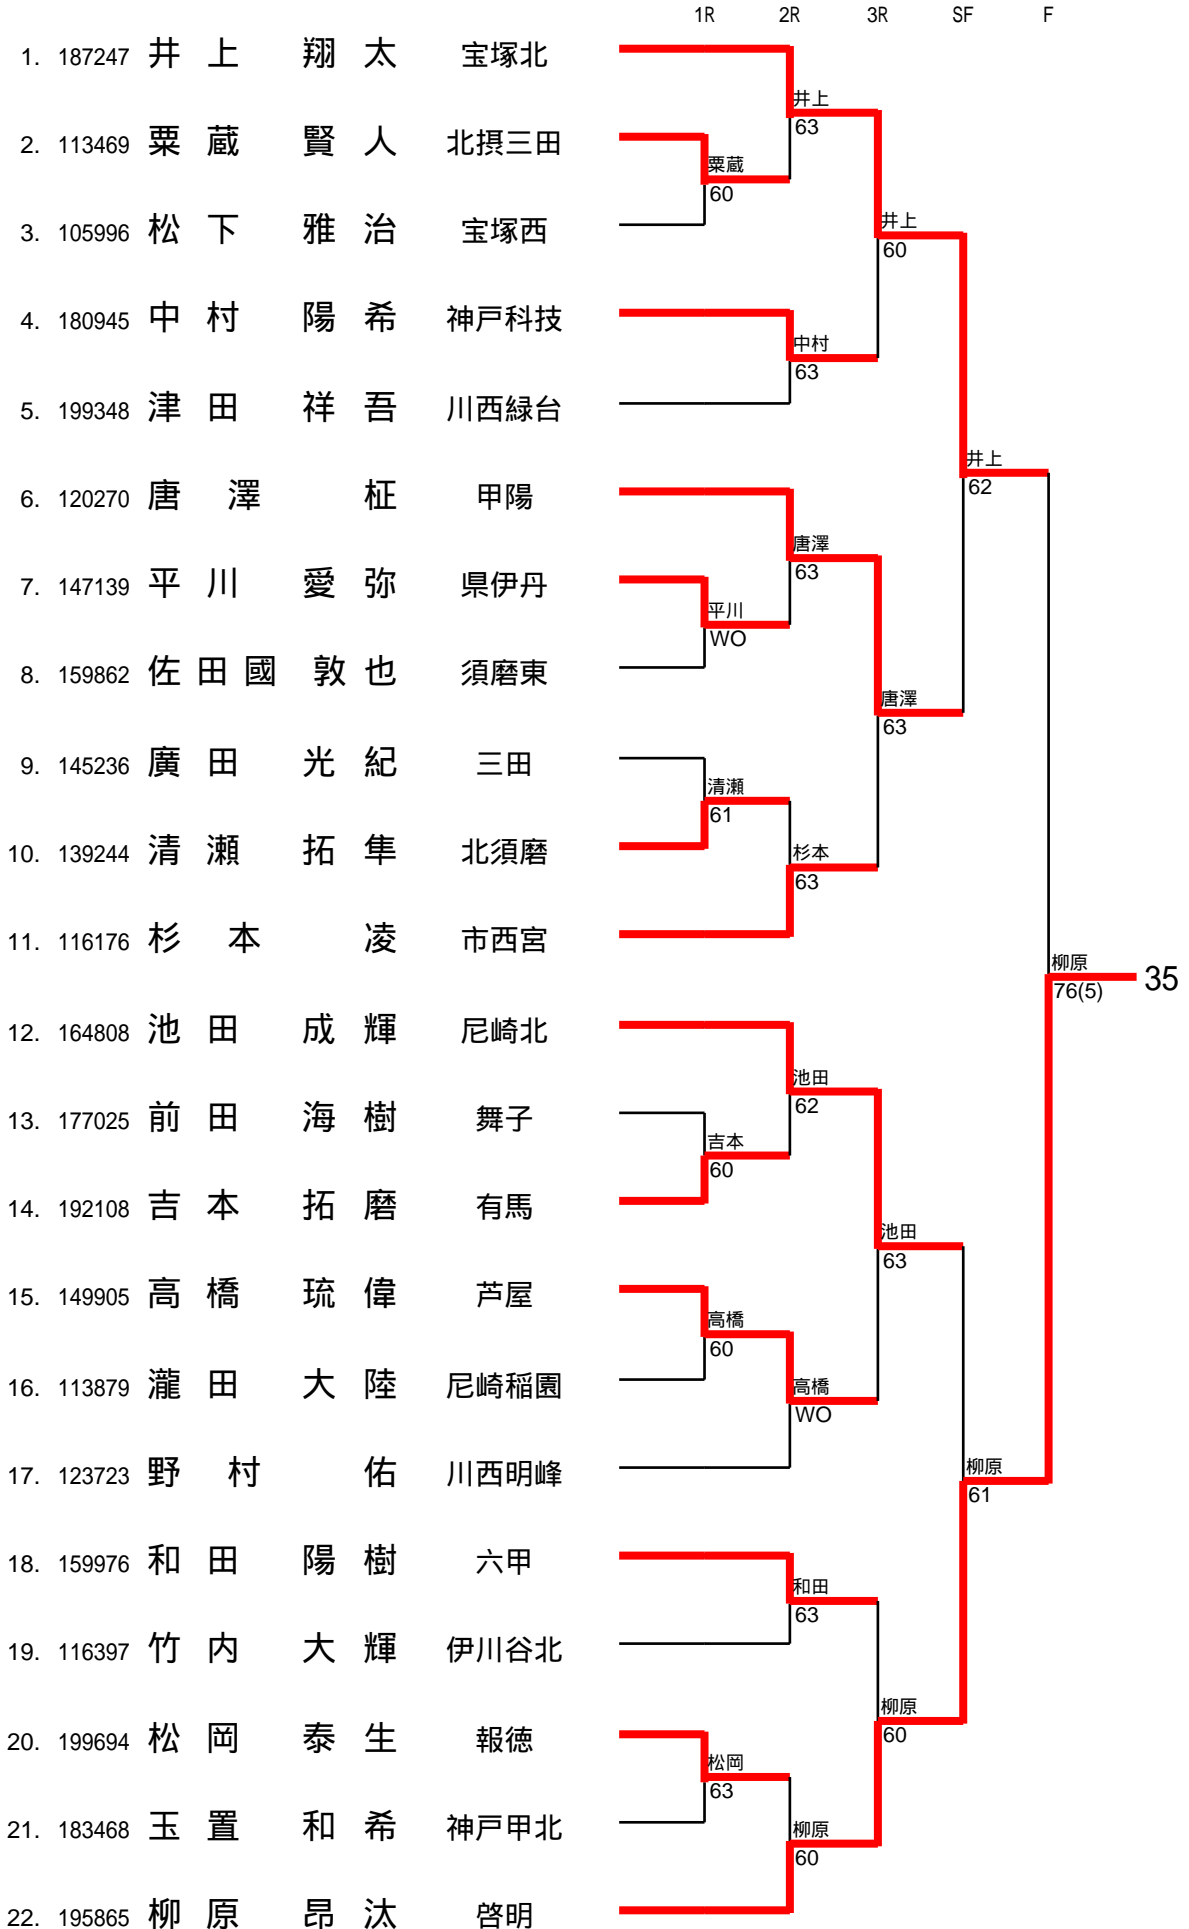 1R 2R 3R SF F
1. 187247 井上 翔太 宝塚北
井上
63
2. 113469 粟蔵 賢人 北摂三田
粟蔵
60
3. 105996 松下 雅治 宝塚西
井上
60
4. 180945 中村 陽希 神戸科技
中村
63
5. 199348 津田 祥吾 川西緑台
井上
62
6. 120270 唐澤 柾 甲陽
唐澤
63
7. 147139 平川 愛弥 県伊丹
平川
WO
8. 159862 佐田國 敦也 須磨東
唐澤
63
9. 145236 廣田 光紀 三田
清瀬
61
10. 139244 清瀬 拓隼 北須磨
杉本
63
11. 116176 杉本 凌 市西宮
柳原
76(5)
35
12. 164808 池田 成輝 尼崎北
池田
62
13. 177025 前田 海樹 舞子
吉本
60
14. 192108 吉本 拓磨 有馬
池田
63
15. 149905 高橋 琉偉 芦屋
高橋
60
16. 113879 瀧田 大陸 尼崎稲園
高橋
WO
17. 123723 野村 佑 川西明峰
柳原
61
18. 159976 和田 陽樹 六甲
和田
63
19. 116397 竹内 大輝 伊川谷北
柳原
60
20. 199694 松岡 泰生 報徳
松岡
63
21. 183468 玉置 和希 神戸甲北
柳原
60
22. 195865 柳原 昂汰 啓明